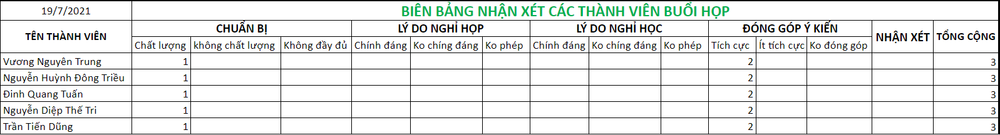 19/7/2021 BIÊN BẢNG NHẬN XÉT CÁC THÀNH VIÊN BUỔI HỌP
TÊN THÀNH VIÊN CHUẨN BỊ LÝ DO NGHỈ HỌP LÝ DO NGHỈ HỌC ĐÓNG GÓP Ý KIẾN NHẬN XÉT TỔNG CỘNG
Chất lượng không chất lượng Không đầy đủ Chính đáng Ko chíng đáng Ko phép Chính đáng Ko chíng đáng Ko phép Tích cực Ít tích cực Ko đóng góp
Vương Nguyên Trung 1 2 3
Nguyễn Huỳnh Đông Triều 1 2 3
Đinh Quang Tuấn 1 2 3
Nguyễn Diệp Thế Tri 1 2 3
Trần Tiến Dũng 1 2 3